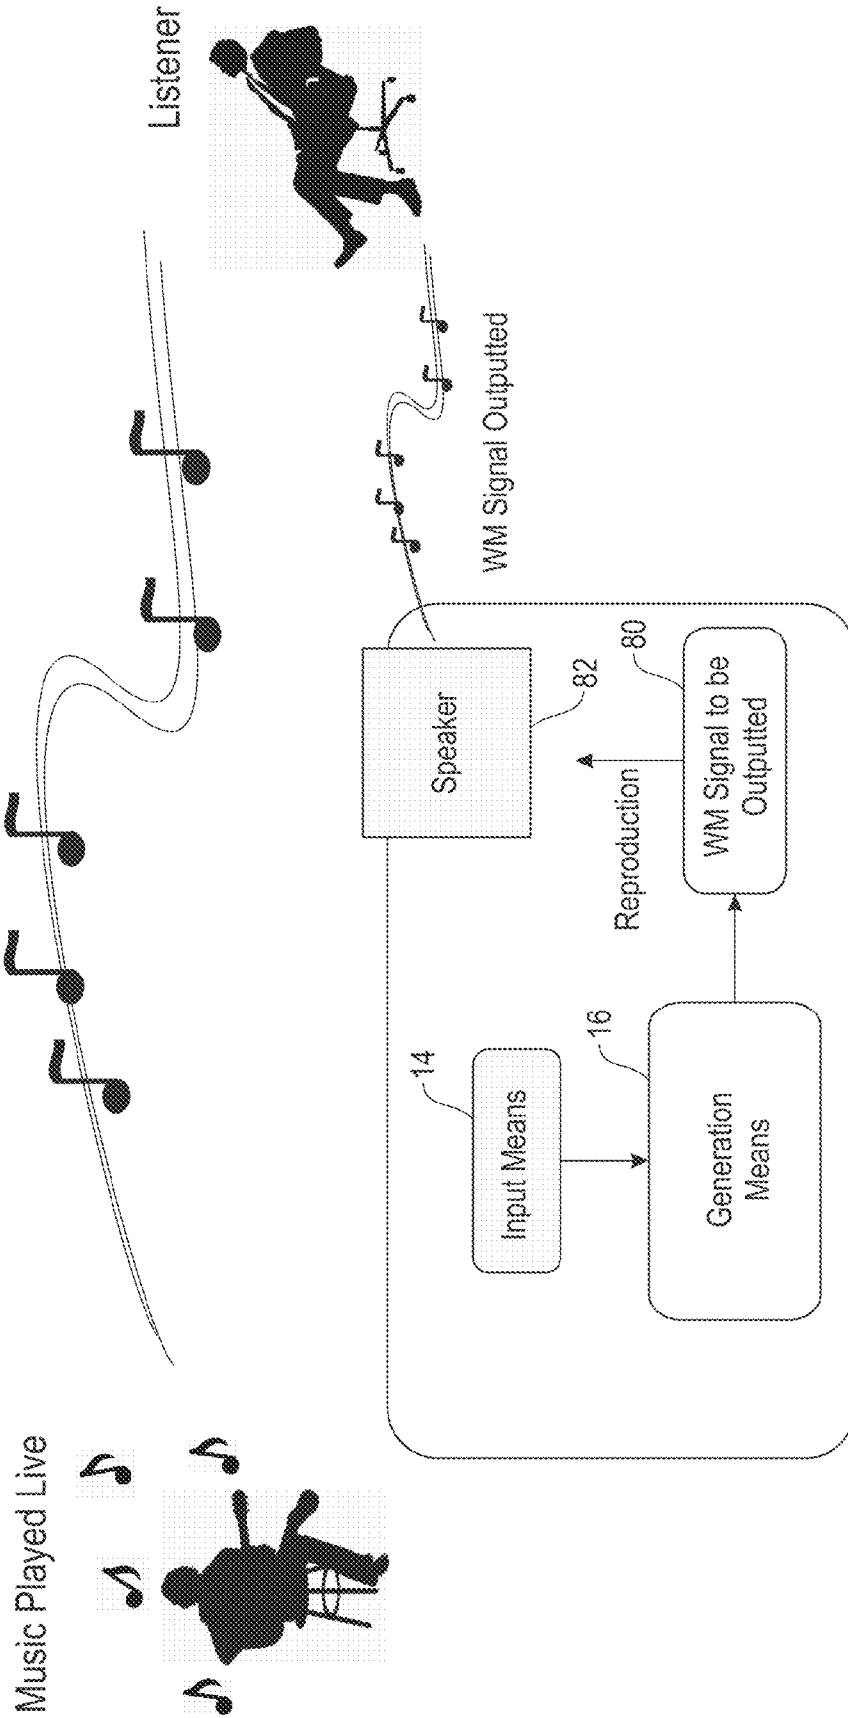 Music Played Live
Listener
WM Signal Outputted
Speaker
82
Reproduction
14
Input Means
16
Generation
Means
80
WM Signal to be
Outputted